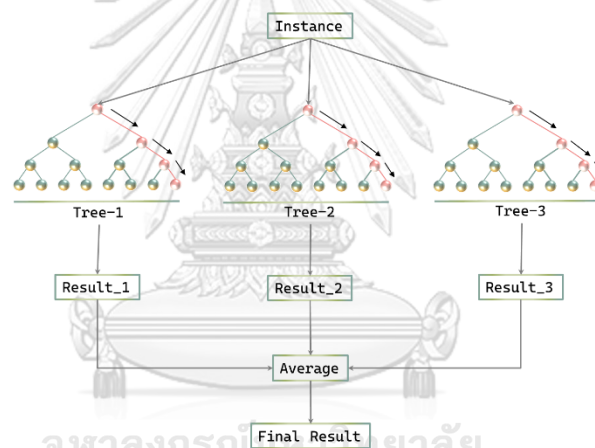 Instance
Tree-1
Tree-2
Tree-3
Result_1
Result_2
Result_3
Average
Final Result